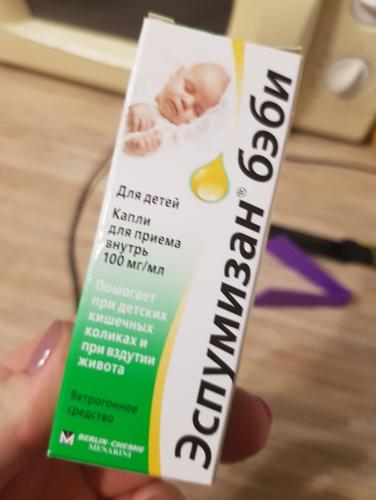 Эспумизан® бэби
Для детей
Капли
для приема
внутрь
100 мг/мл
Помогает
при детских
кишечных
коликах и
при вздутии
живота
Ветрогонное
средство
BERLIN-CHEMIE
MENARINI